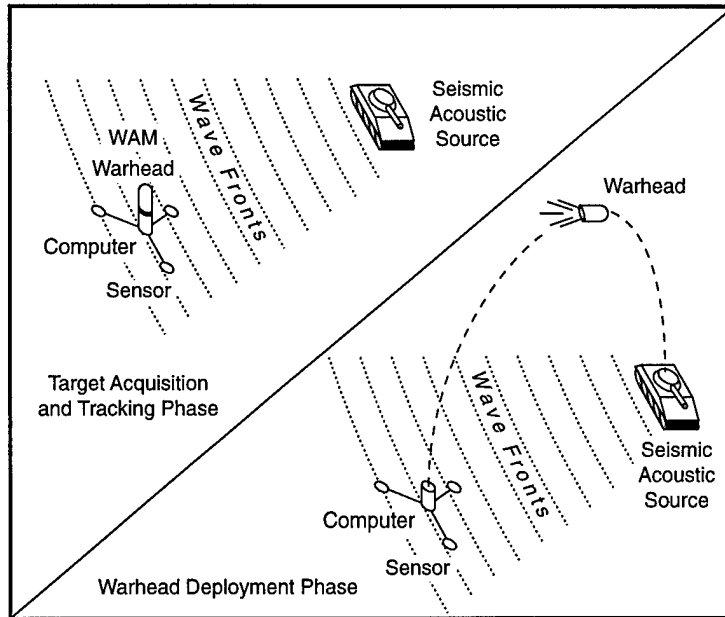 Seismic
Acoustic
Source
Wave Fronts
WAM
Warhead
Computer
Sensor
Target Acquisition
and Tracking Phase
Warhead
Wave Fronts
Seismic
Acoustic
Source
Computer
Sensor
Warhead Deployment Phase